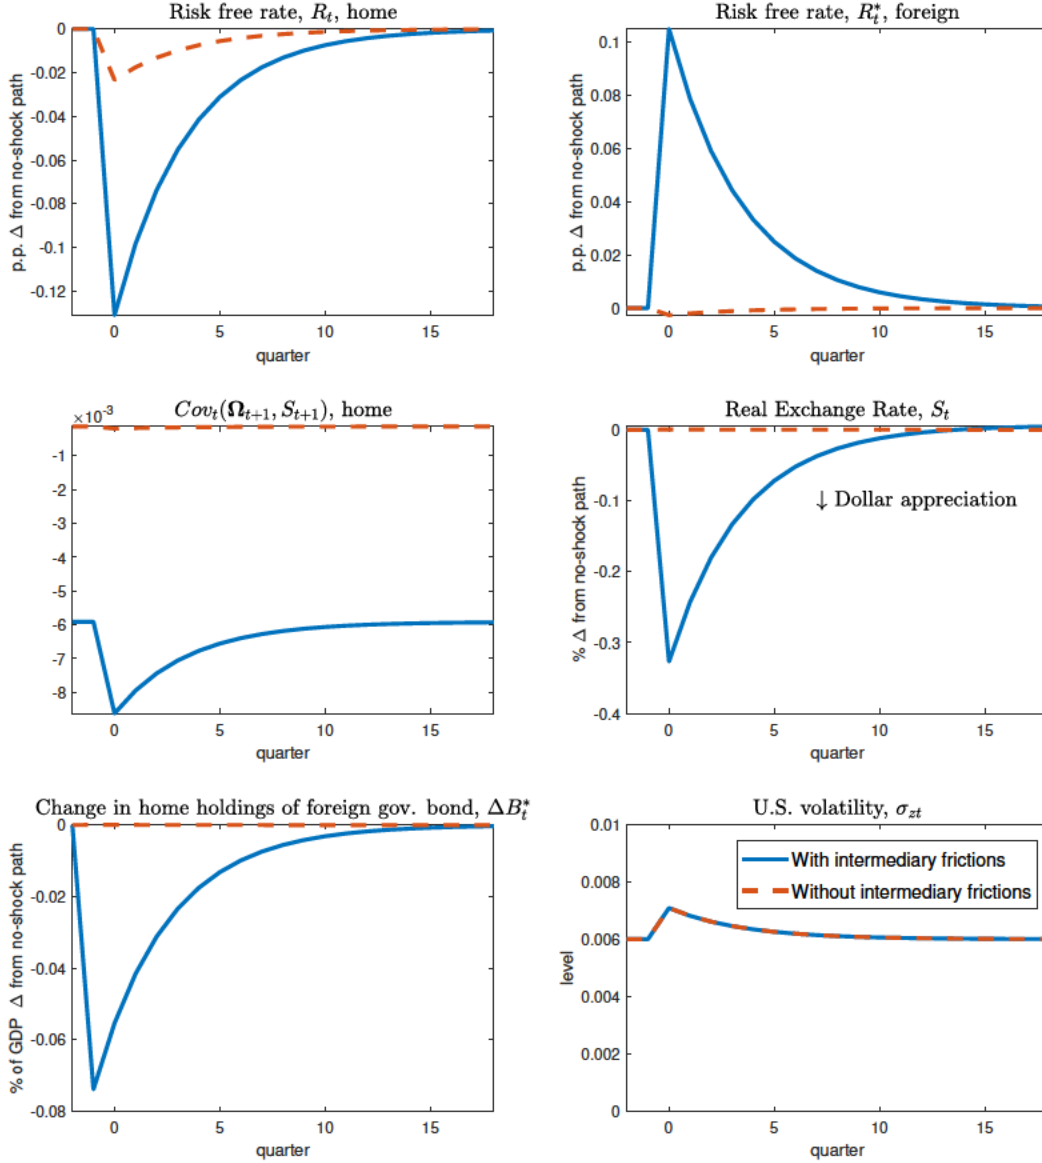 Risk free rate, R_t, home
p.p. Δ from no-shock path
0
-0.02
-0.04
-0.06
-0.08
-0.1
-0.12
0 5 10 15
quarter
Risk free rate, R_t^*, foreign
p.p. Δ from no-shock path
0.1
0.08
0.06
0.04
0.02
0
0 5 10 15
quarter
Cov_t(Ω_{t+1}, S_{t+1}), home
×10^{-3}
-1
-2
-3
-4
-5
-6
-7
-8
0 5 10 15
quarter
Real Exchange Rate, S_t
% Δ from no-shock path
0
-0.1
-0.2
-0.3
-0.4
↓ Dollar appreciation
0 5 10 15
quarter
Change in home holdings of foreign gov. bond, ΔB_t^*
% of GDP Δ from no-shock path
0
-0.02
-0.04
-0.06
-0.08
0 5 10 15
quarter
U.S. volatility, σ_{zt}
level
0.01
0.008
0.006
0.004
0.002
0
With intermediary frictions
Without intermediary frictions
0 5 10 15
quarter